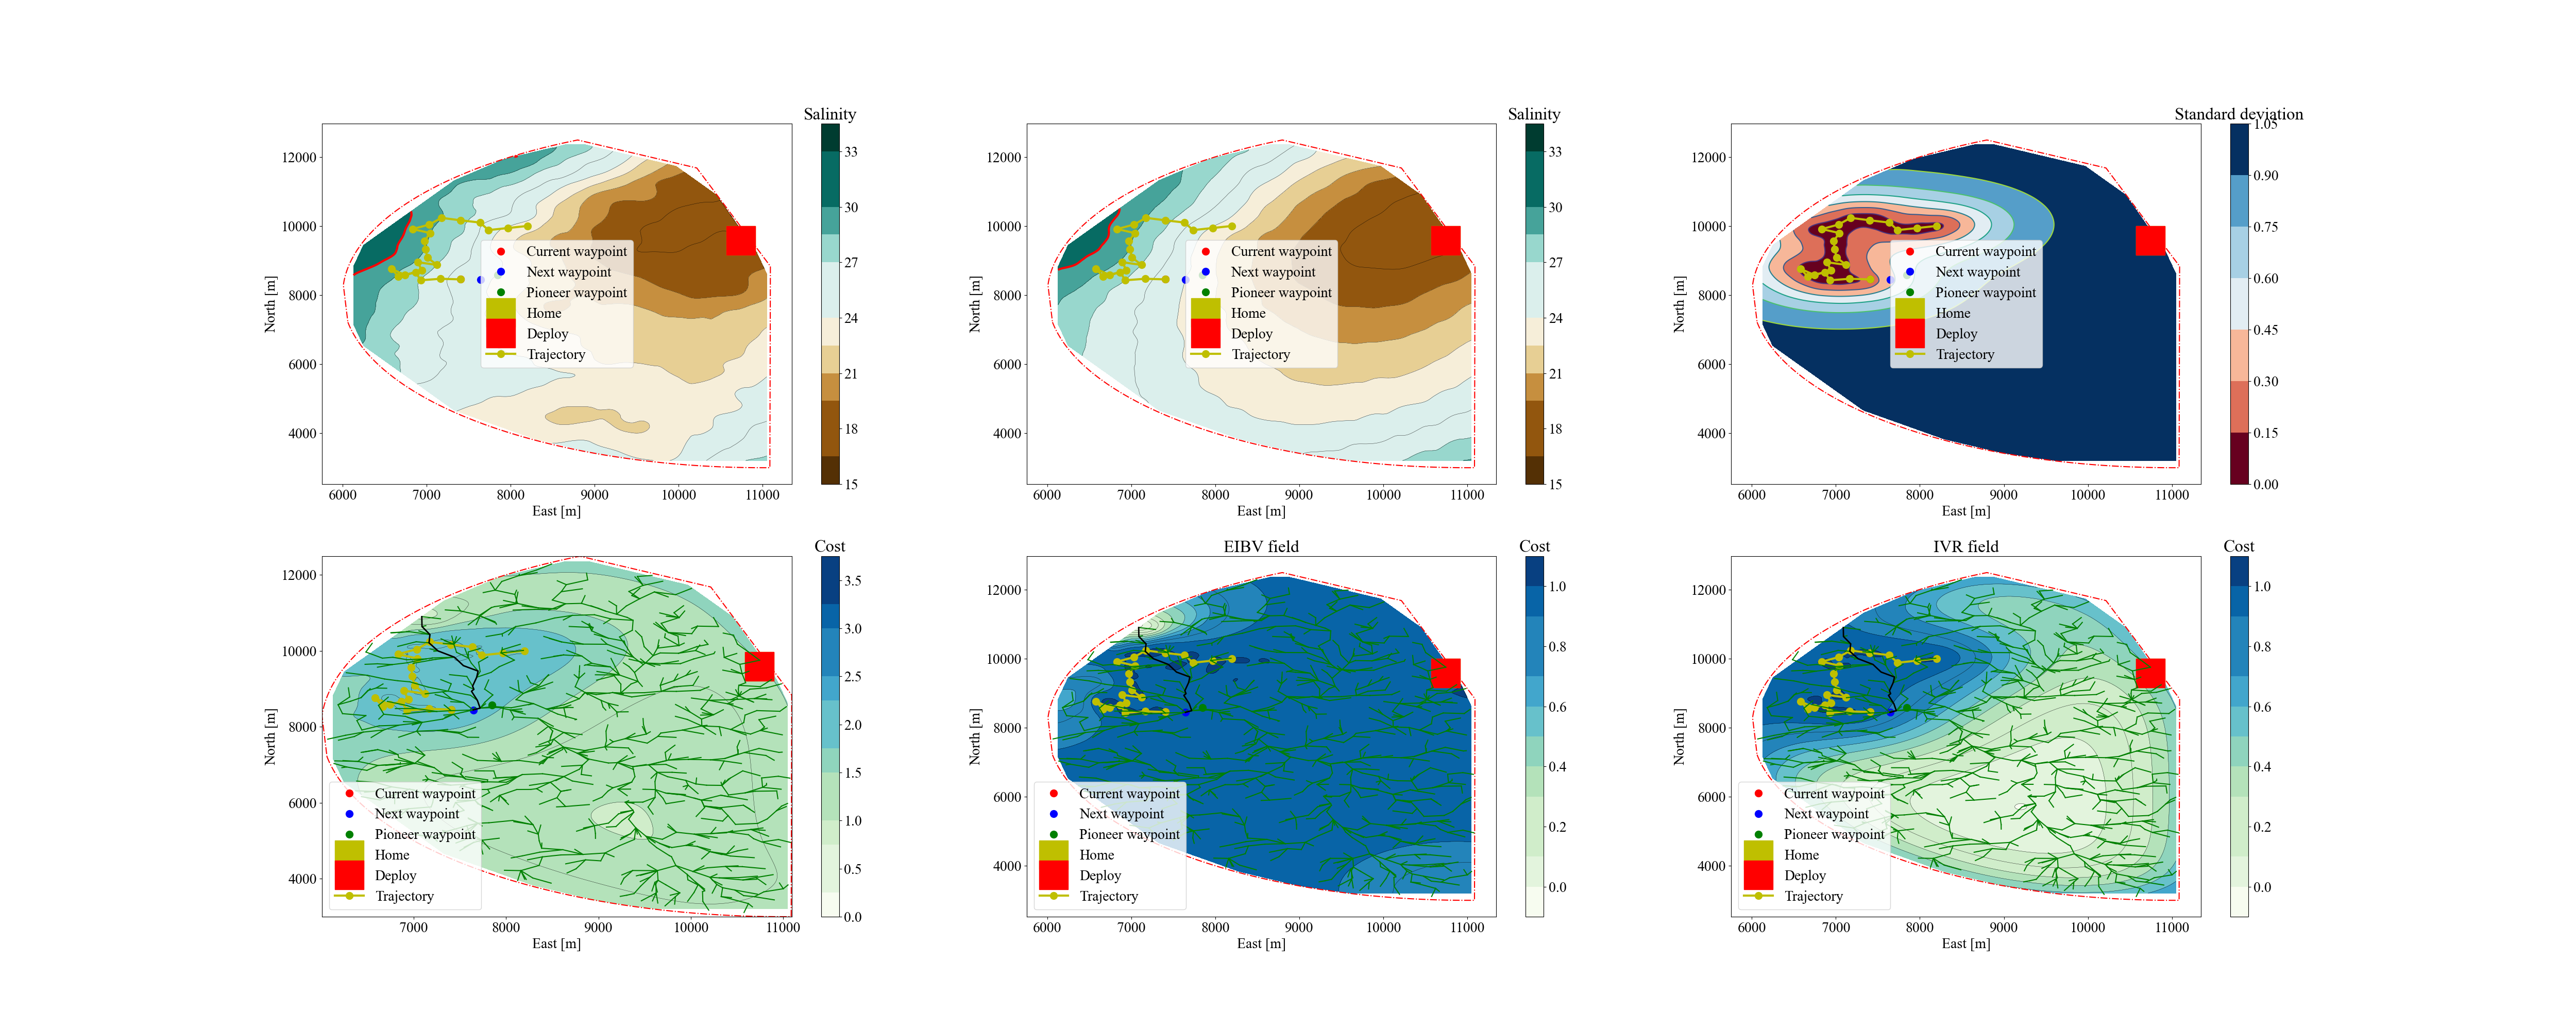 Salinity
12000
10000
8000
6000
4000
North [m]
6000 7000 8000 9000 10000 11000
East [m]
33
30
27
24
21
18
15
Current waypoint
Next waypoint
Pioneer waypoint
Home
Deploy
Trajectory
Salinity
12000
10000
8000
6000
4000
North [m]
6000 7000 8000 9000 10000 11000
East [m]
33
30
27
24
21
18
15
Current waypoint
Next waypoint
Pioneer waypoint
Home
Deploy
Trajectory
Standard deviation
12000
10000
8000
6000
4000
North [m]
6000 7000 8000 9000 10000 11000
East [m]
1.05
0.90
0.75
0.60
0.45
0.30
0.15
0.00
Current waypoint
Next waypoint
Pioneer waypoint
Home
Deploy
Trajectory
Cost
12000
10000
8000
6000
4000
North [m]
7000 8000 9000 10000 11000
East [m]
3.5
3.0
2.5
2.0
1.5
1.0
0.5
0.0
Current waypoint
Next waypoint
Pioneer waypoint
Home
Deploy
Trajectory
EIBV field
Cost
12000
10000
8000
6000
4000
North [m]
6000 7000 8000 9000 10000 11000
East [m]
1.0
0.8
0.6
0.4
0.2
0.0
Current waypoint
Next waypoint
Pioneer waypoint
Home
Deploy
Trajectory
IVR field
Cost
12000
10000
8000
6000
4000
North [m]
6000 7000 8000 9000 10000 11000
East [m]
1.0
0.8
0.6
0.4
0.2
0.0
Current waypoint
Next waypoint
Pioneer waypoint
Home
Deploy
Trajectory